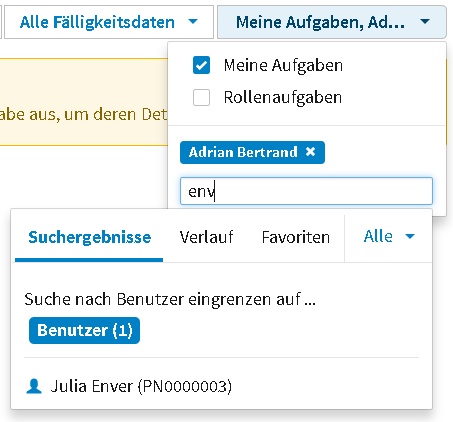 Alle Fälligkeitsdaten
Meine Aufgaben, Ad...
Meine Aufgaben
Rollenaufgaben
abe aus, um deren Det
Adrian Bertrand ✖
env
Suchergebnisse Verlauf Favoriten Alle
Suche nach Benutzer eingrenzen auf ...
Benutzer (1)
Julia Enver (PN0000003)